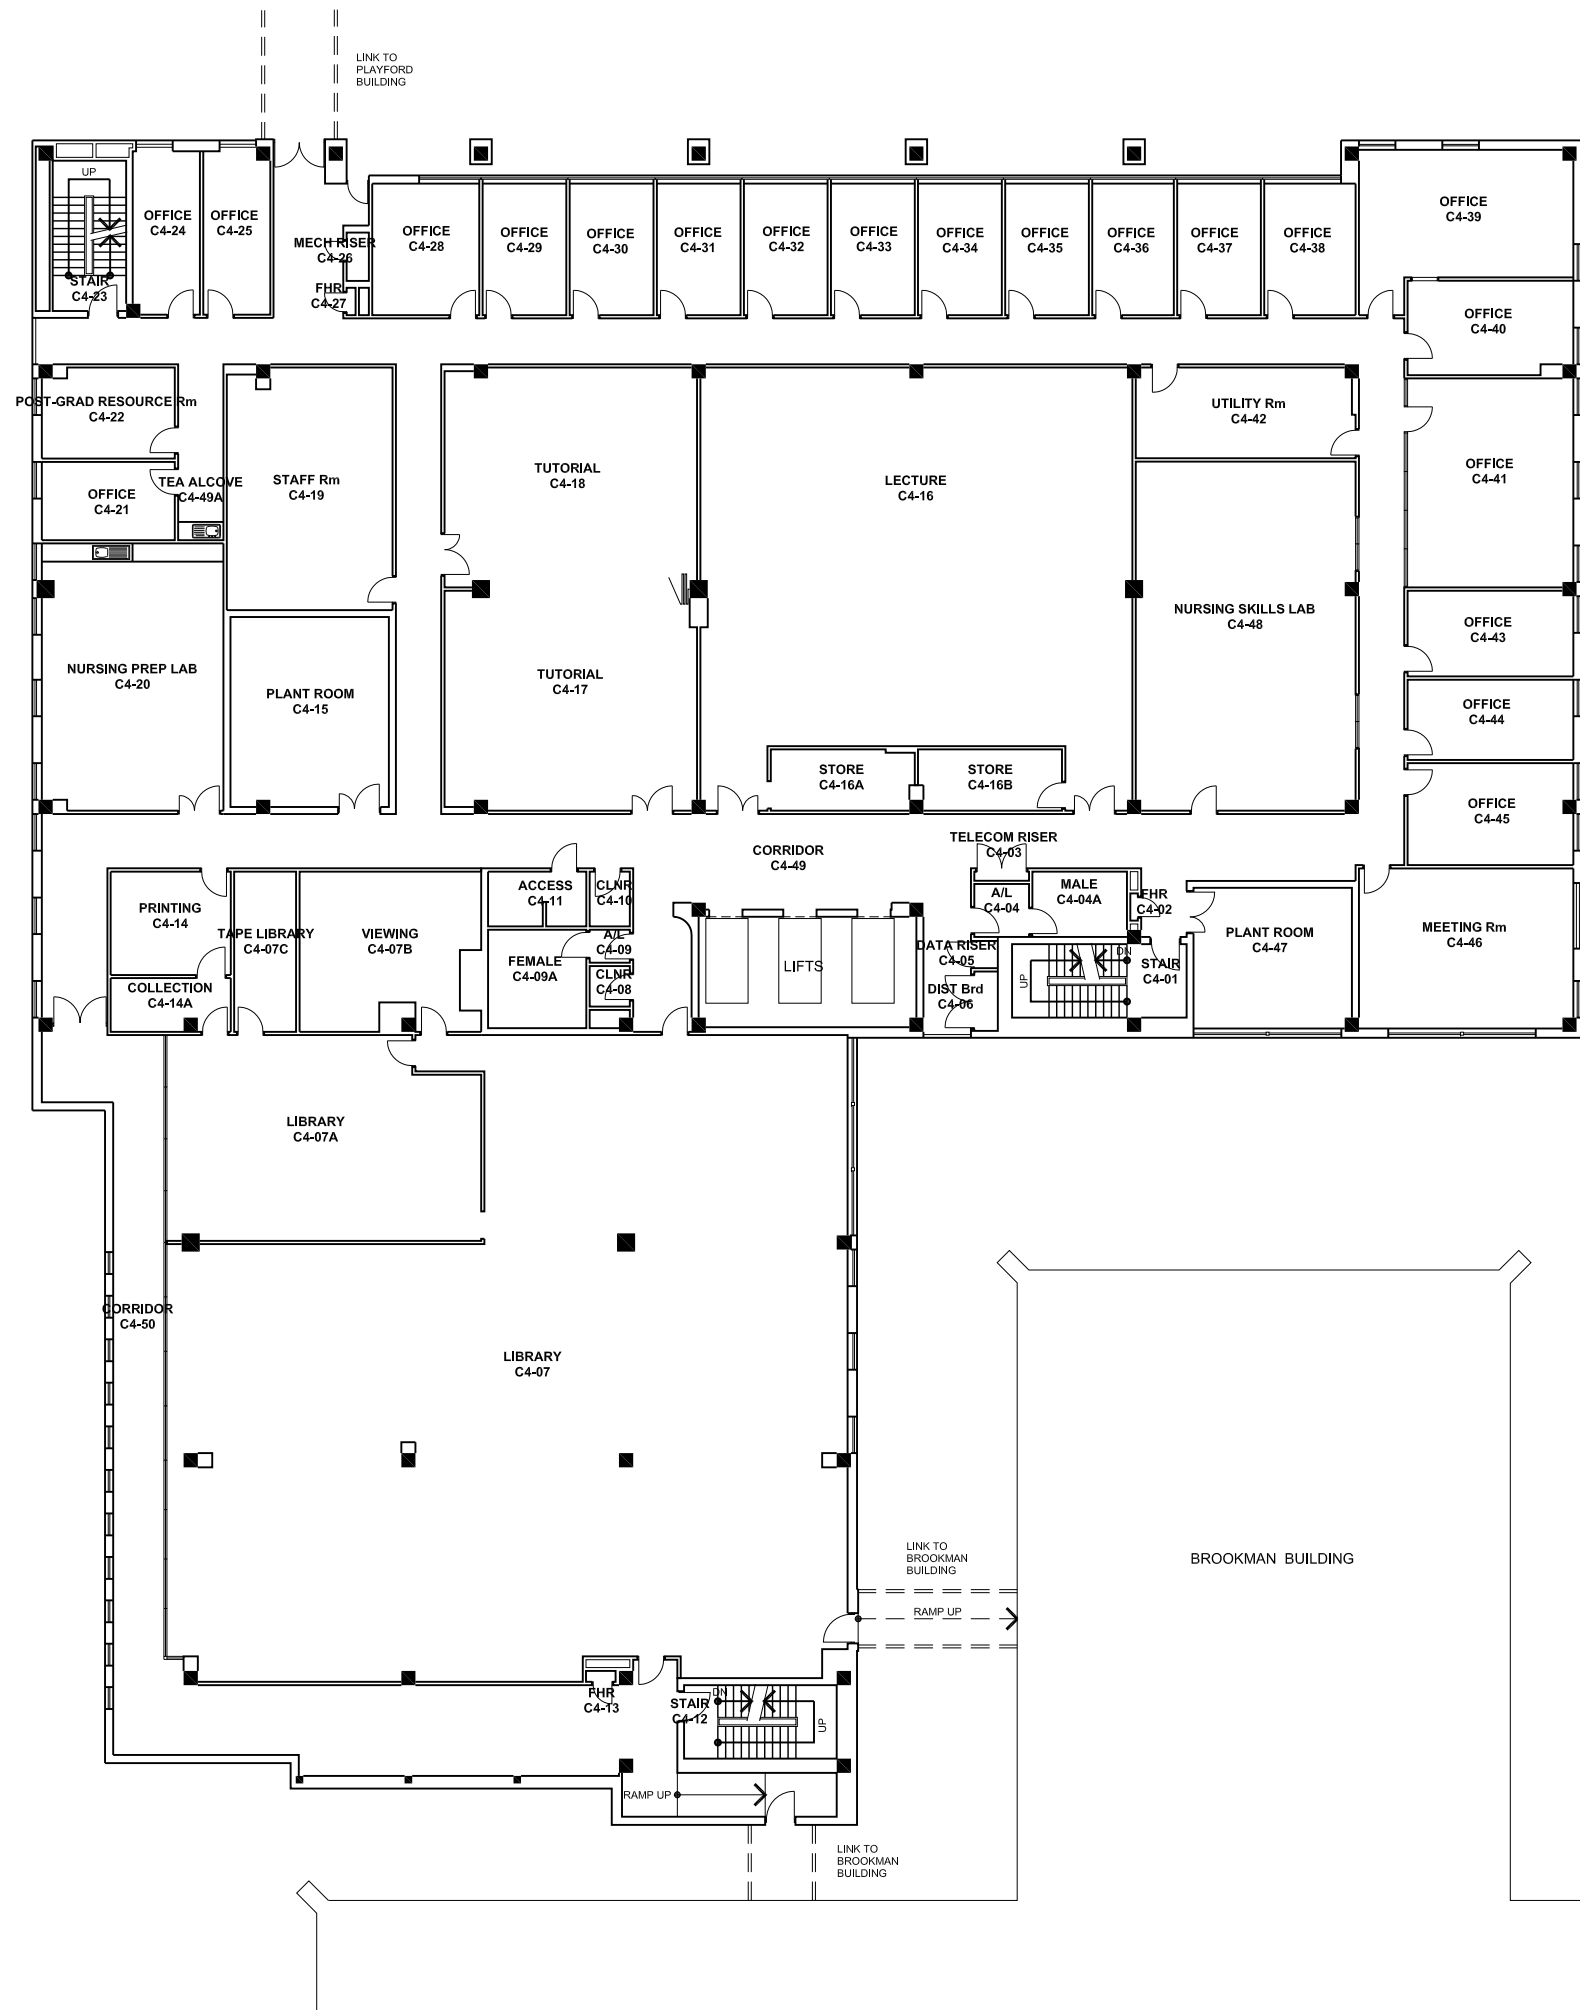 LINK TO
PLAYFORD
BUILDING
UP
STAIR
C4-23
OFFICE
C4-24
OFFICE
C4-25
MECH RISER
C4-26
FHR
C4-27
OFFICE
C4-28
OFFICE
C4-29
OFFICE
C4-30
OFFICE
C4-31
OFFICE
C4-32
OFFICE
C4-33
OFFICE
C4-34
OFFICE
C4-35
OFFICE
C4-36
OFFICE
C4-37
OFFICE
C4-38
OFFICE
C4-39
OFFICE
C4-40
POST-GRAD RESOURCE Rm
C4-22
OFFICE
C4-21
TEA ALCOVE
C4-49A
STAFF Rm
C4-19
TUTORIAL
C4-18
LECTURE
C4-16
UTILITY Rm
C4-42
OFFICE
C4-41
NURSING PREP LAB
C4-20
PLANT ROOM
C4-15
TUTORIAL
C4-17
NURSING SKILLS LAB
C4-48
OFFICE
C4-43
OFFICE
C4-44
STORE
C4-16A
STORE
C4-16B
OFFICE
C4-45
CORRIDOR
C4-49
TELECOM RISER
C4-03
PRINTING
C4-14
COLLECTION
C4-14A
TAPE LIBRARY
C4-07C
VIEWING
C4-07B
ACCESS
C4-11
CLNR
C4-10
FEMALE
C4-09A
A/L
C4-09
CLNR
C4-08
LIFTS
A/L
C4-04
MALE
C4-04A
FHR
C4-02
DATA RISER
C4-05
DIST Brd
C4-06
UP
DN
STAIR
C4-01
PLANT ROOM
C4-47
MEETING Rm
C4-46
LIBRARY
C4-07A
CORRIDOR
C4-50
LIBRARY
C4-07
LINK TO
BROOKMAN
BUILDING
RAMP UP
BROOKMAN BUILDING
FHR
C4-13
STAIR
C4-12
DN
UP
RAMP UP
LINK TO
BROOKMAN
BUILDING